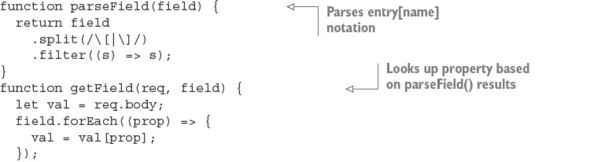 function parseField(field) {
  return field
    .split(/\[|\]/)
    .filter((s) => s);
}
function getField(req, field) {
  let val = req.body;
  field.forEach((prop) => {
    val = val[prop];
  });
Parses entry[name]
notation
Looks up property based
on parseField() results